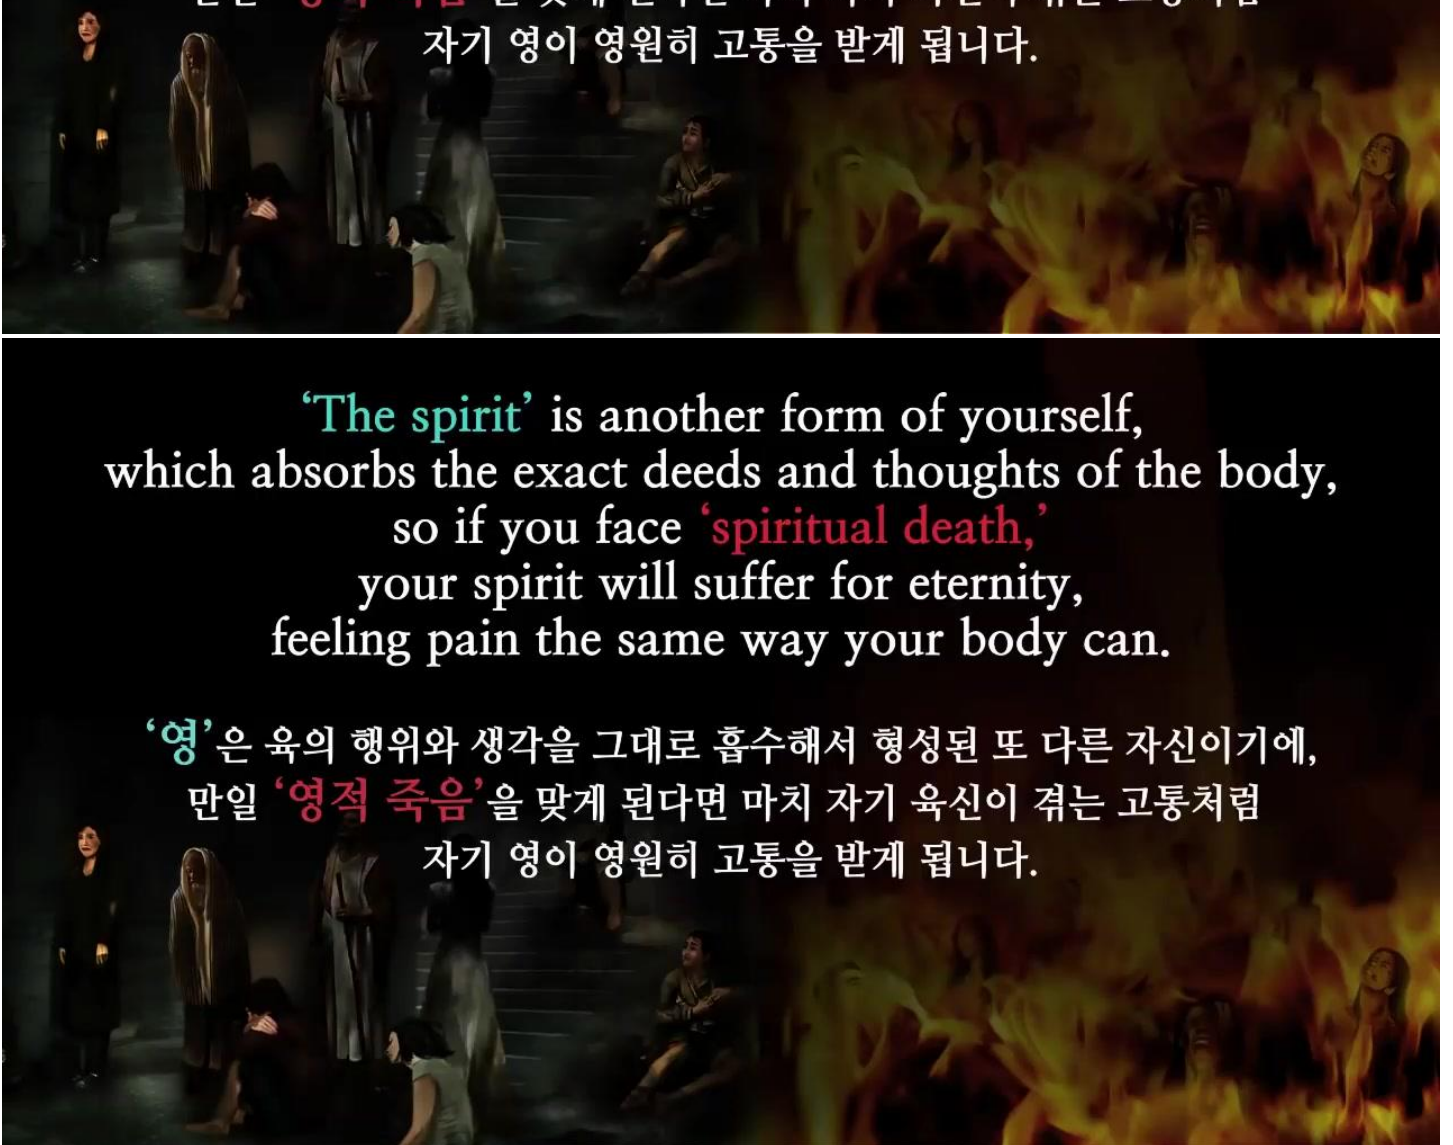 자기 영이 영원히 고통을 받게 됩니다.
‘The spirit’ is another form of yourself,
which absorbs the exact deeds and thoughts of the body,
so if you face ‘spiritual death,’
your spirit will suffer for eternity,
feeling pain the same way your body can.
‘영’은 육의 행위와 생각을 그대로 흡수해서 형성된 또 다른 자신이기에,
만일 ‘영적 죽음’을 맞게 된다면 마치 자기 육신이 겪는 고통처럼
자기 영이 영원히 고통을 받게 됩니다.